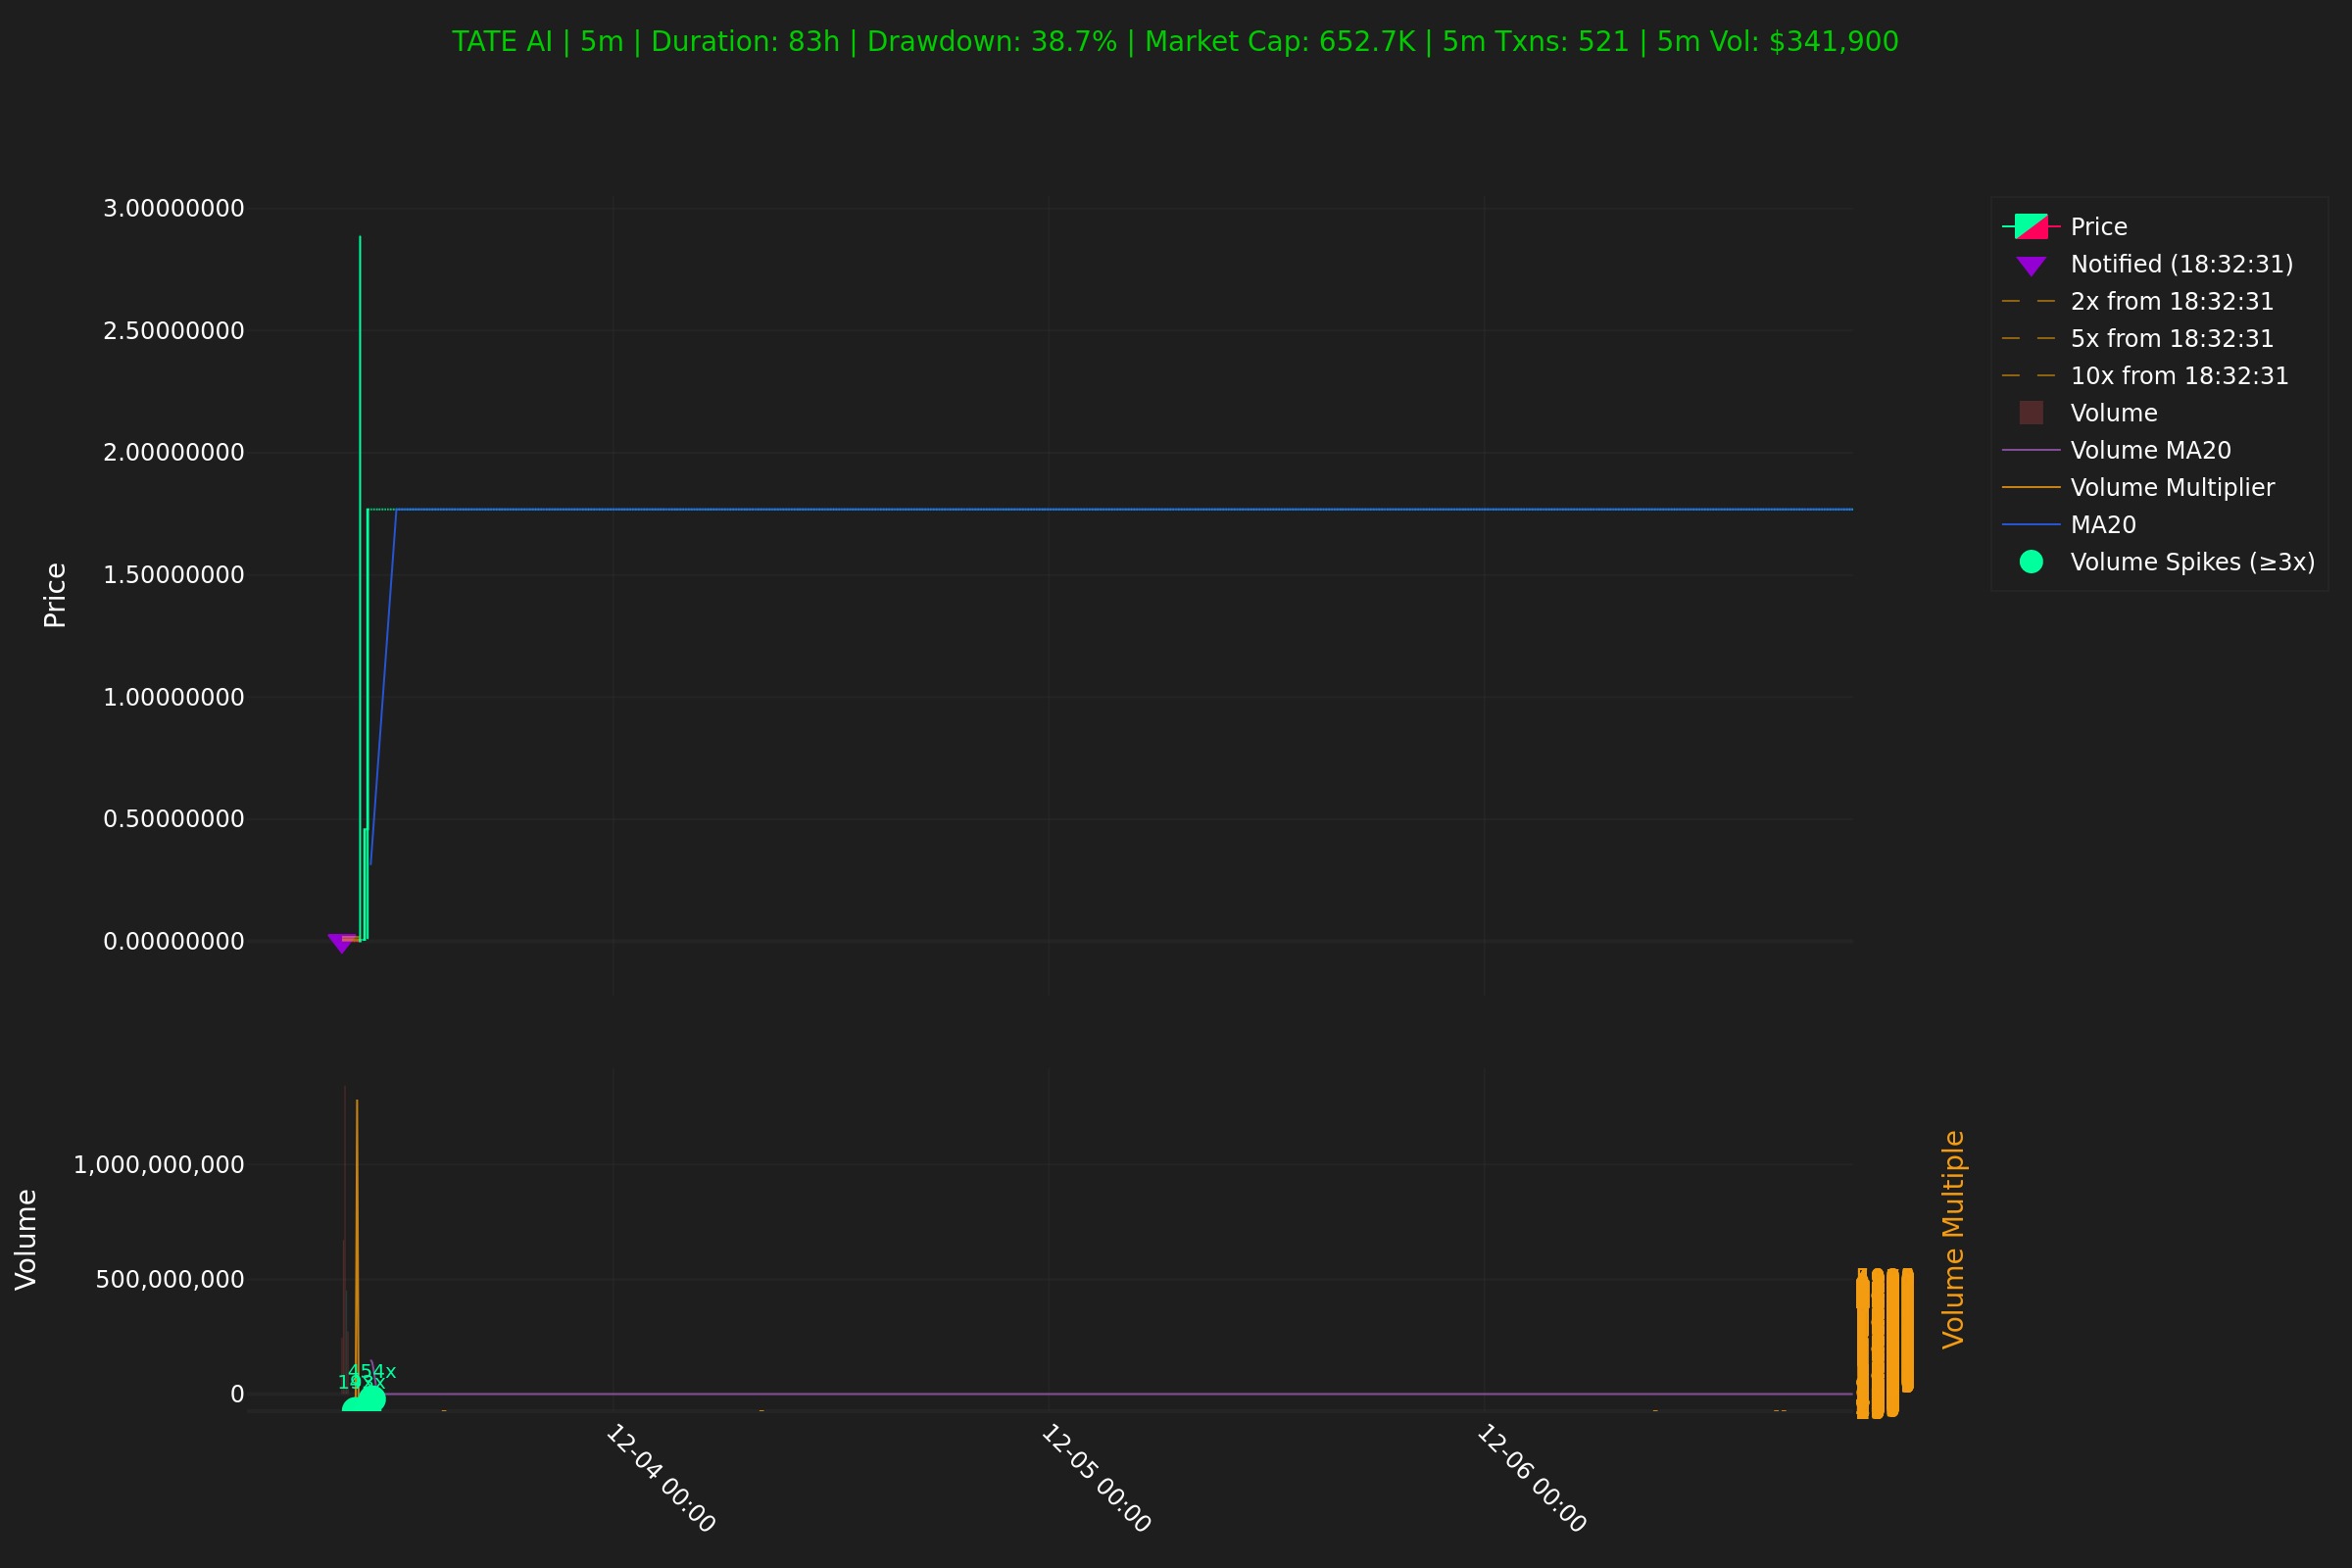 TATE AI | 5m | Duration: 83h | Drawdown: 38.7% | Market Cap: 652.7K | 5m Txns: 521 | 5m Vol: $341,900
3.00000000
2.50000000
2.00000000
1.50000000
1.00000000
0.50000000
0.00000000
Price
Price
Notified (18:32:31)
2x from 18:32:31
5x from 18:32:31
10x from 18:32:31
Volume
Volume MA20
Volume Multiplier
MA20
Volume Spikes (≥3x)
1,000,000,000
500,000,000
0
Volume
454x
Volume Multiple
12-04 00:00
12-05 00:00
12-06 00:00